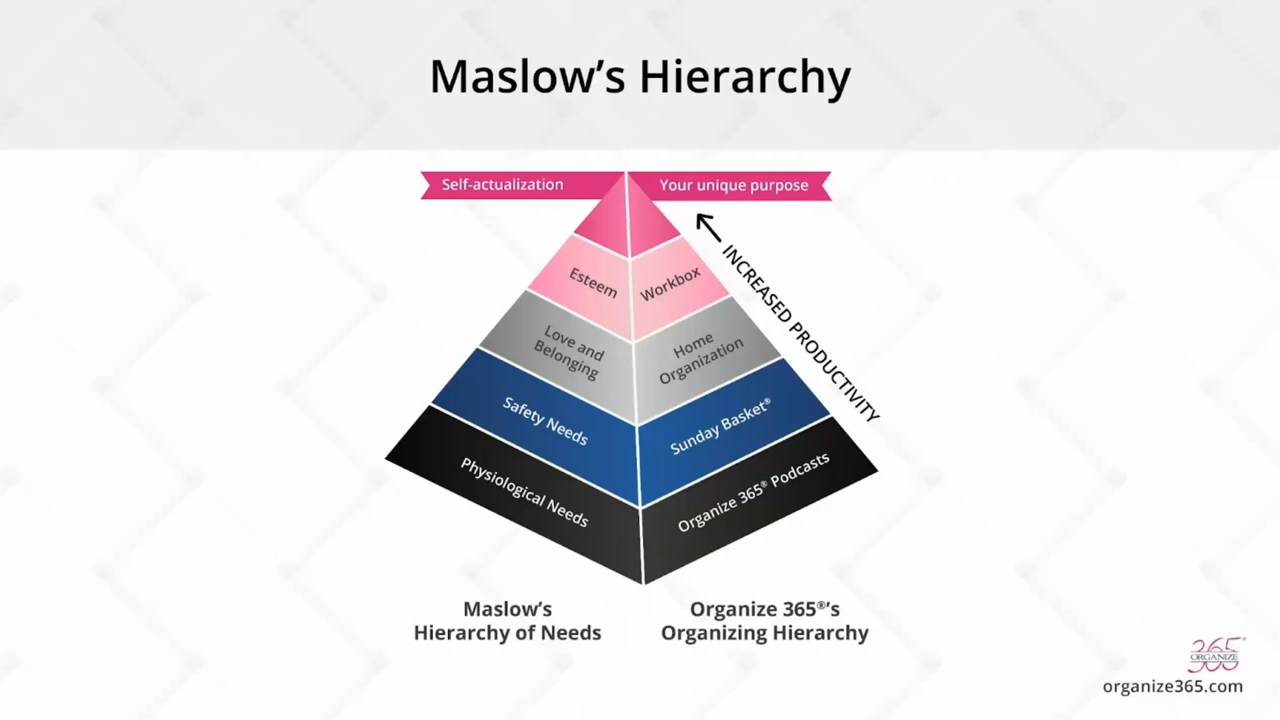 Maslow's Hierarchy
Self-actualization
Your unique purpose
Esteem
Workbox
Love and
Belonging
Home
Organization
Safety Needs
Sunday Basket®
Physiological Needs
Organize 365® Podcasts
INCREASED PRODUCTIVITY
Maslow's
Hierarchy of Needs
Organize 365®'s
Organizing Hierarchy
365®
ORGANIZE
organize365.com